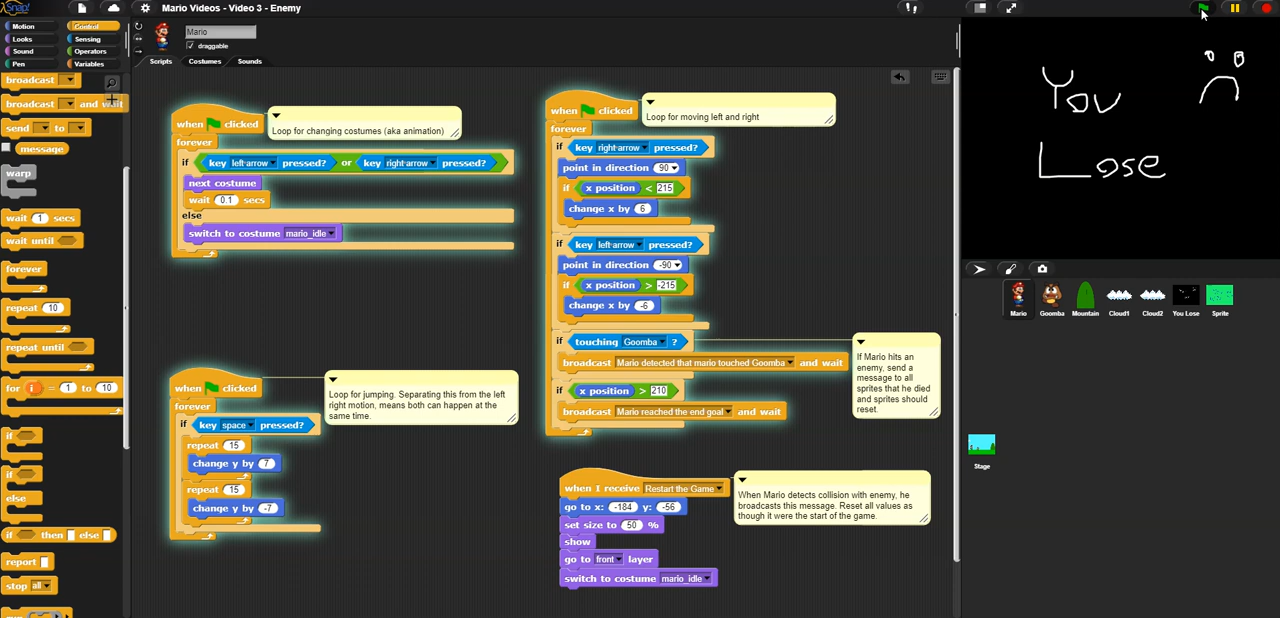 Snap!
Mario Videos - Video 3 - Enemy
Motion
Control
Looks
Sensing
Sound
Operators
Pen
Variables
broadcast
broadcast and wait
send to
message
warp
wait 1 secs
wait until
forever
repeat 10
repeat until
for i = 1 to 10
if
if
else
if then else
report
stop all
Mario
draggable
Scripts
Costumes
Sounds
when clicked
Loop for changing costumes (aka animation)
forever
if key left arrow pressed? or key right arrow pressed?
next costume
wait 0.1 secs
else
switch to costume mario_idle
when clicked
Loop for jumping. Separating this from the
left
right motion, means both can happen at the
same time.
forever
if key space pressed?
repeat 15
change y by 7
repeat 15
change y by -7
when clicked
Loop for moving left and right
forever
if key right arrow pressed?
point in direction 90
if x position < 215
change x by 6
if key left arrow pressed?
point in direction -90
if x position > -215
change x by -6
if touching Goomba ?
broadcast Mario detected that mario touched Goomba and wait
if x position > 210
broadcast Mario reached the end goal and wait
If Mario hits an
enemy, send a
message to all
sprites that he died
and sprites should
reset.
when I receive Restart the Game
go to x: -184 y: -56
set size to 50 %
show
go to front layer
switch to costume mario_idle
When Mario detects collision with enemy, he
broadcasts this message. Reset all values as
though it were the start of the game.
You
Lose
Mario
Goomba
Mountain
Cloud1
Cloud2
You Lose
Sprite
Stage